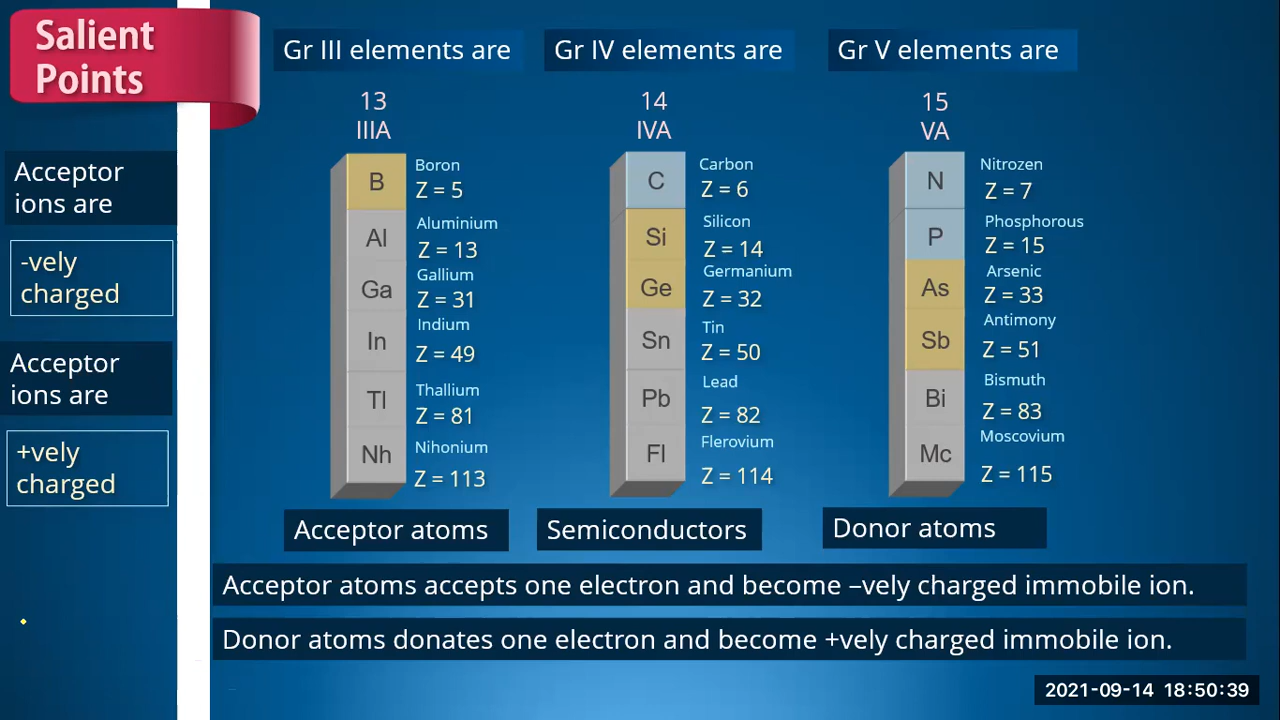 Salient
Points
Acceptor
ions are
-vely
charged
Acceptor
ions are
+vely
charged
Gr III elements are
13
IIIA
B
Boron
Z = 5
Al
Aluminium
Z = 13
Ga
Gallium
Z = 31
In
Indium
Z = 49
Tl
Thallium
Z = 81
Nh
Nihonium
Z = 113
Acceptor atoms
Gr IV elements are
14
IVA
C
Carbon
Z = 6
Si
Silicon
Z = 14
Ge
Germanium
Z = 32
Sn
Tin
Z = 50
Pb
Lead
Z = 82
Fl
Flerovium
Z = 114
Semiconductors
Gr V elements are
15
VA
N
Nitrozen
Z = 7
P
Phosphorous
Z = 15
As
Arsenic
Z = 33
Sb
Antimony
Z = 51
Bi
Bismuth
Z = 83
Mc
Moscovium
Z = 115
Donor atoms
Acceptor atoms accepts one electron and become –vely charged immobile ion.
Donor atoms donates one electron and become +vely charged immobile ion.
2021-09-14 18:50:39